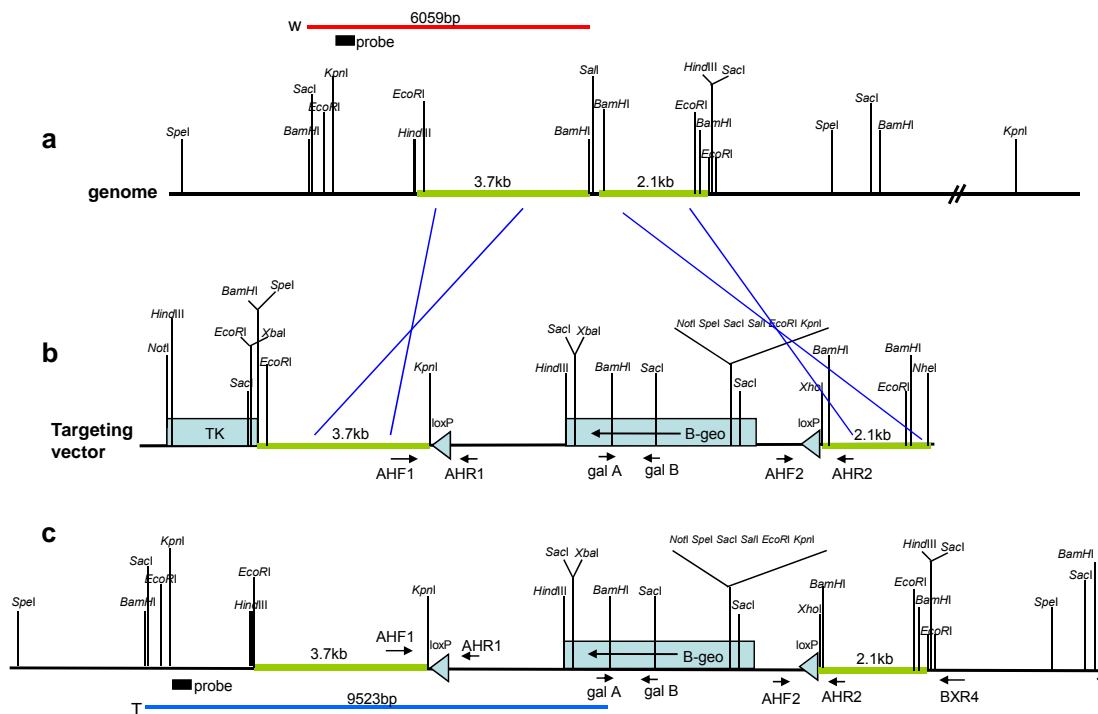 W 6059bp
probe
a
SpeI
BamHI
SacI
EcoRI
KpnI
HindIII
EcoRI
BamHI
SalI
BamHI
EcoRI
BamHI
EcoRI
HindIII
SacI
SpeI
SacI
BamHI
KpnI
genome
3.7kb
2.1kb
b
NotI
HindIII
SacI
EcoRI
XbaI
BamHI
SpeI
EcoRI
KpnI
HindIII
SacI
XbaI
BamHI
SacI
NotI SpeI SacI SalI EcoRI KpnI
SacI
XhoI
BamHI
EcoRI
BamHI
NheI
Targeting vector
TK
3.7kb
loxP
B-geo
loxP
2.1kb
AHF1
AHR1
gal A
gal B
AHF2
AHR2
c
SpeI
BamHI
SacI
EcoRI
KpnI
HindIII
EcoRI
KpnI
HindIII
SacI
XbaI
BamHI
SacI
NotI SpeI SacI SalI EcoRI KpnI
SacI
XhoI
BamHI
EcoRI
BamHI
EcoRI
HindIII
SacI
SpeI
SacI
BamHI
3.7kb
AHF1
loxP
AHR1
B-geo
loxP
2.1kb
probe
gal A
gal B
AHF2
AHR2
BXR4
T 9523bp